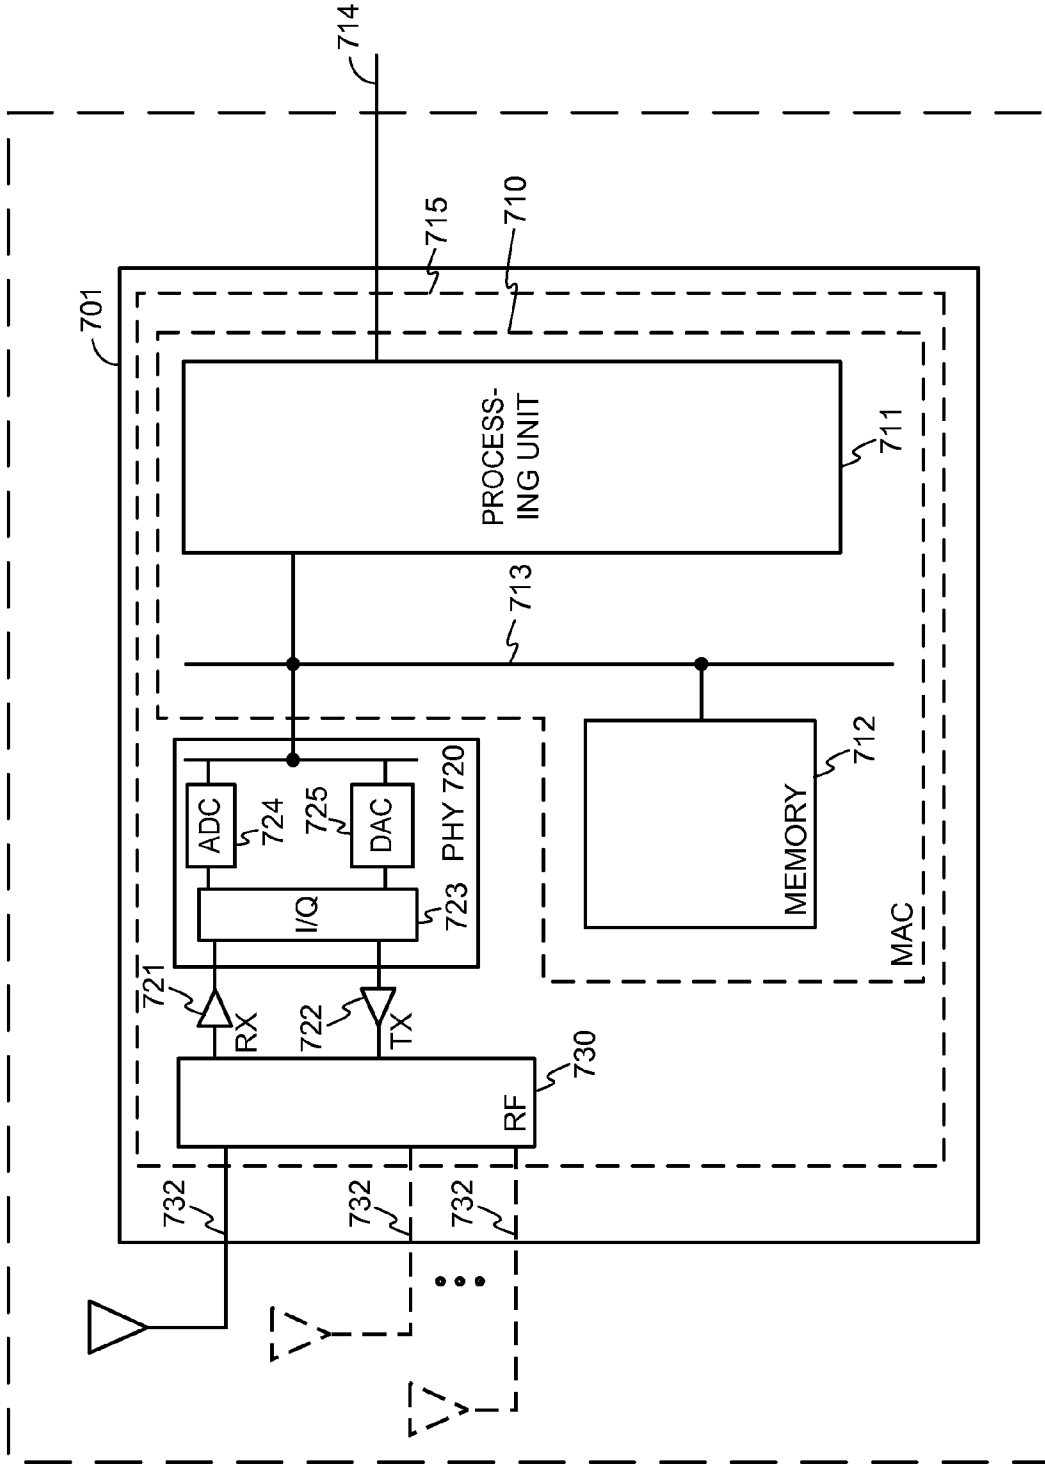 714
715
710
701
PROCESS-
ING UNIT
711
713
ADC
724
725
DAC
PHY 720
I/Q
723
MEMORY
712
MAC
721
RX
722
TX
RF
730
732
732
732